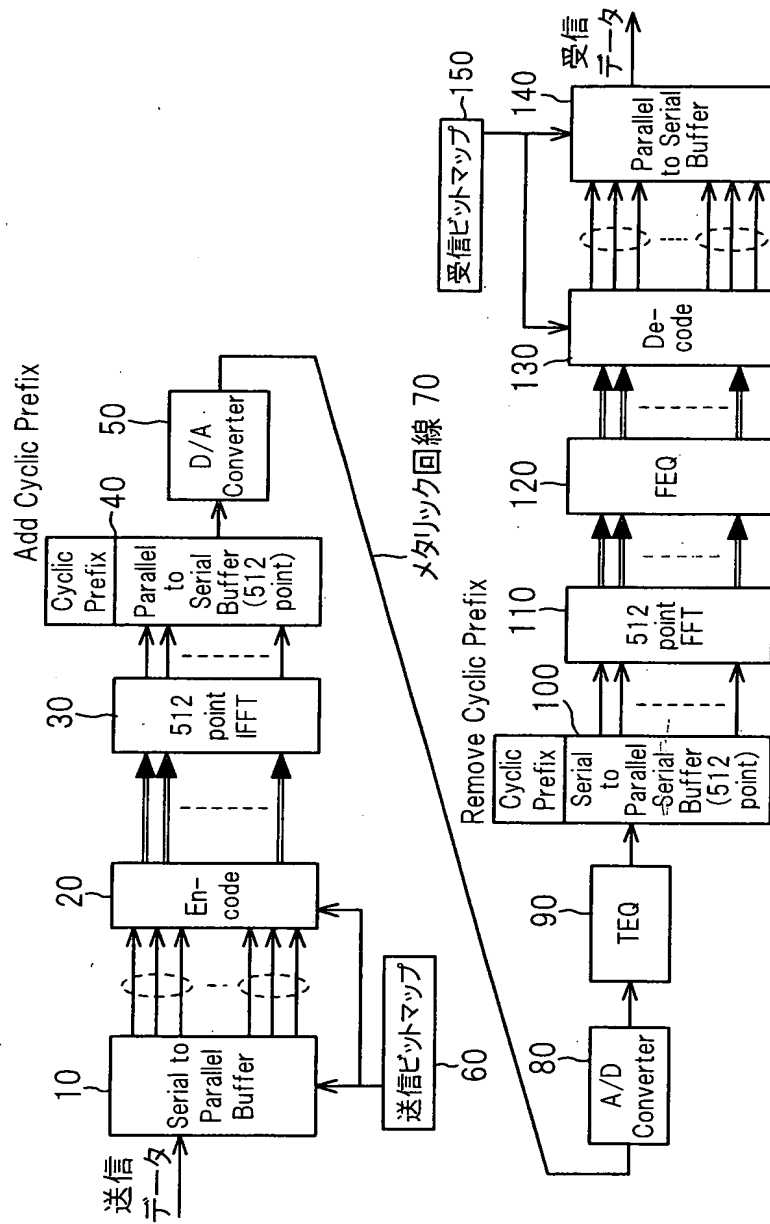 送信
データ
10
Serial to
Parallel
Buffer
20
En-
code
30
512
point
IFFT
Add Cyclic Prefix
40
Cyclic
Prefix
Parallel
to
Serial
Buffer
(512
point)
50
D/A
Converter
送信ビットマップ
60
メタリック回線 70
80
A/D
Converter
90
TEQ
Remove Cyclic Prefix
100
Cyclic
Prefix
Serial
to
Parallel
Serial
Buffer
(512
point)
110
512
point
FFT
120
FEQ
130
De-
code
受信ビットマップ
150
140
Parallel
to Serial
Buffer
受信
データ